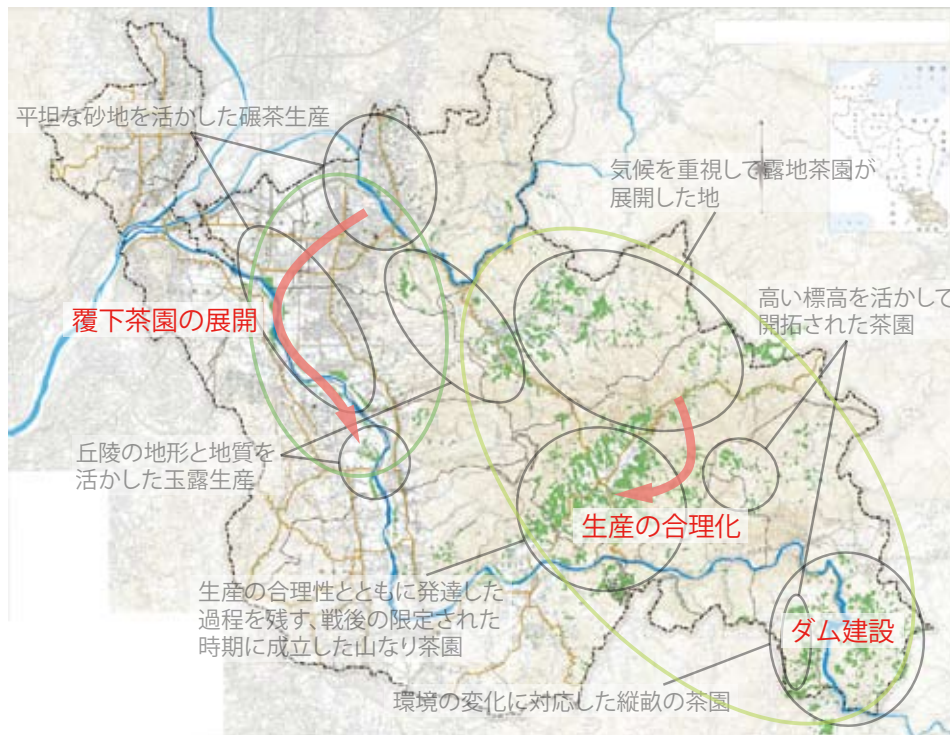 平坦な砂地を活かした碾茶生産
気候を重視して露地茶園が
展開した地
高い標高を活かして
開拓された茶園
覆下茶園の展開
丘陵の地形と地質を
活かした玉露生産
生産の合理化
生産の合理性とともに発達した
過程を残す、戦後の限定された
時期に成立した山なり茶園
ダム建設
環境の変化に対応した縦畝の茶園